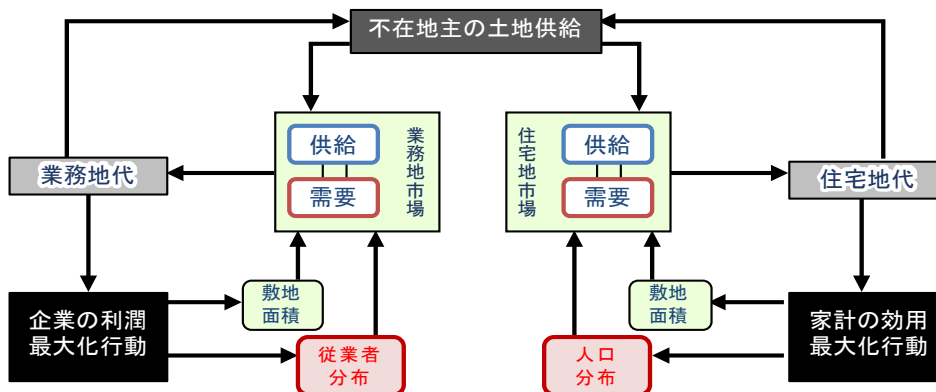 不在地主の土地供給
供給
需要
業務地市場
住宅地市場
供給
需要
業務地代
住宅地代
敷地
面積
敷地
面積
企業の利潤
最大化行動
従業者
分布
人口
分布
家計の効用
最大化行動